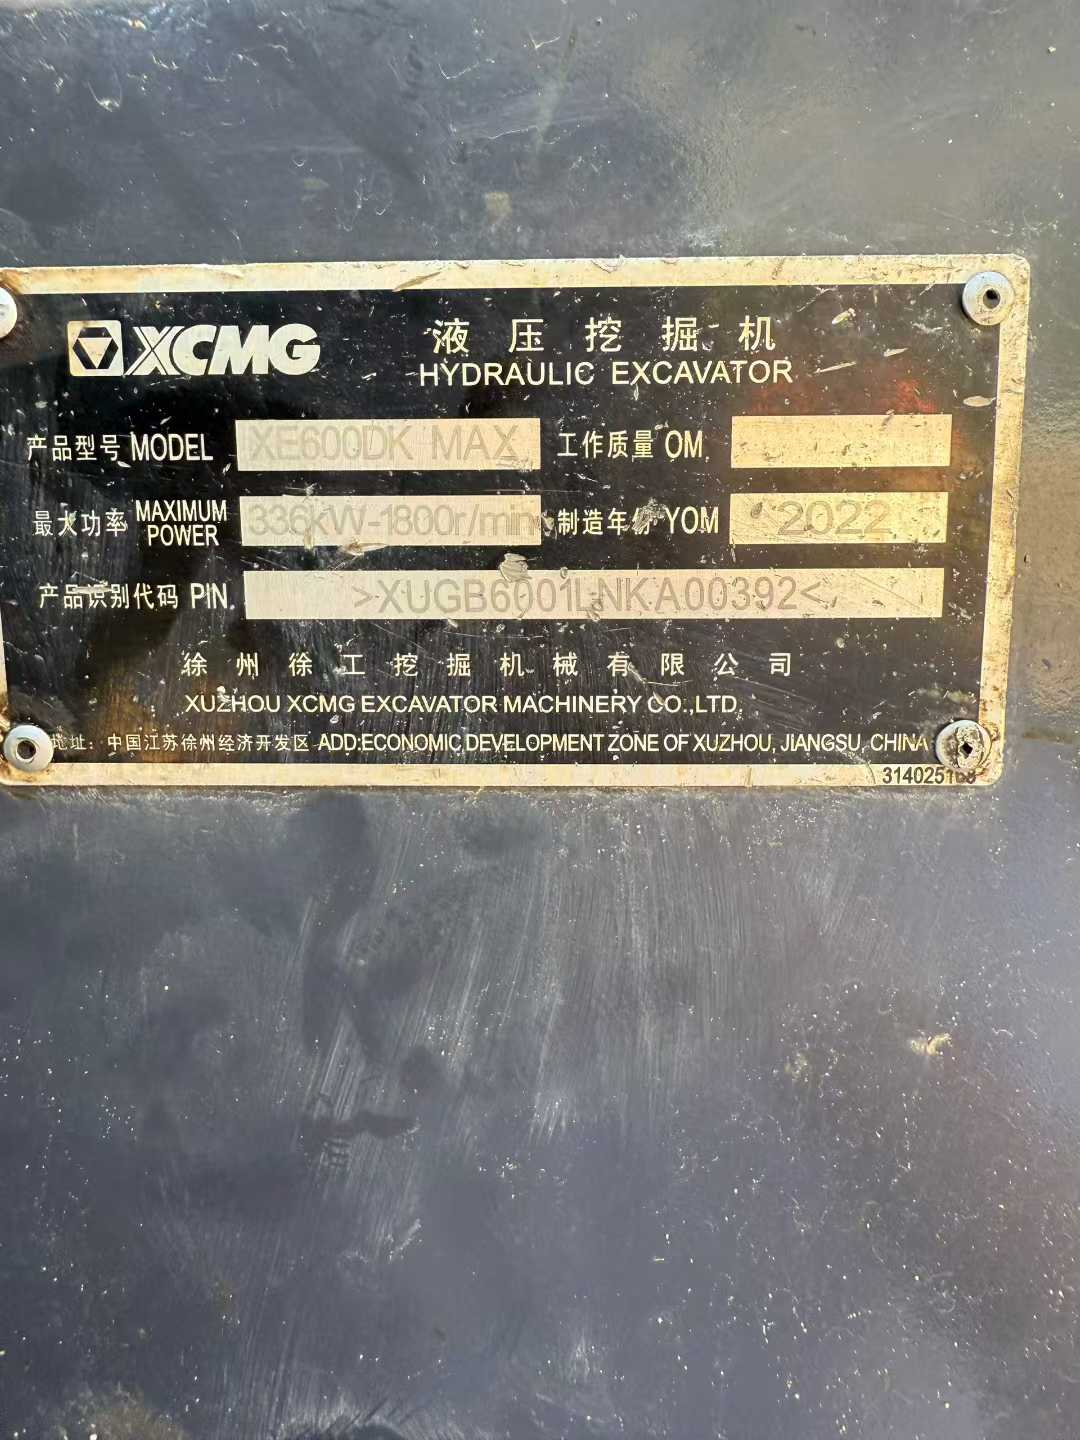 XCMG
液压挖掘机
HYDRAULIC EXCAVATOR
产品型号 MODEL XE600DK MAX 工作质量 OM
最大功率 MAXIMUM POWER 336kW-1800r/min 制造年份 YOM 2022
产品识别代码 PIN >XUGB6001LNKA00392<
徐州徐工挖掘机械有限公司
XUZHOU XCMG EXCAVATOR MACHINERY CO.,LTD.
地址: 中国江苏徐州经济开发区 ADD:ECONOMIC DEVELOPMENT ZONE OF XUZHOU, JIANGSU, CHINA